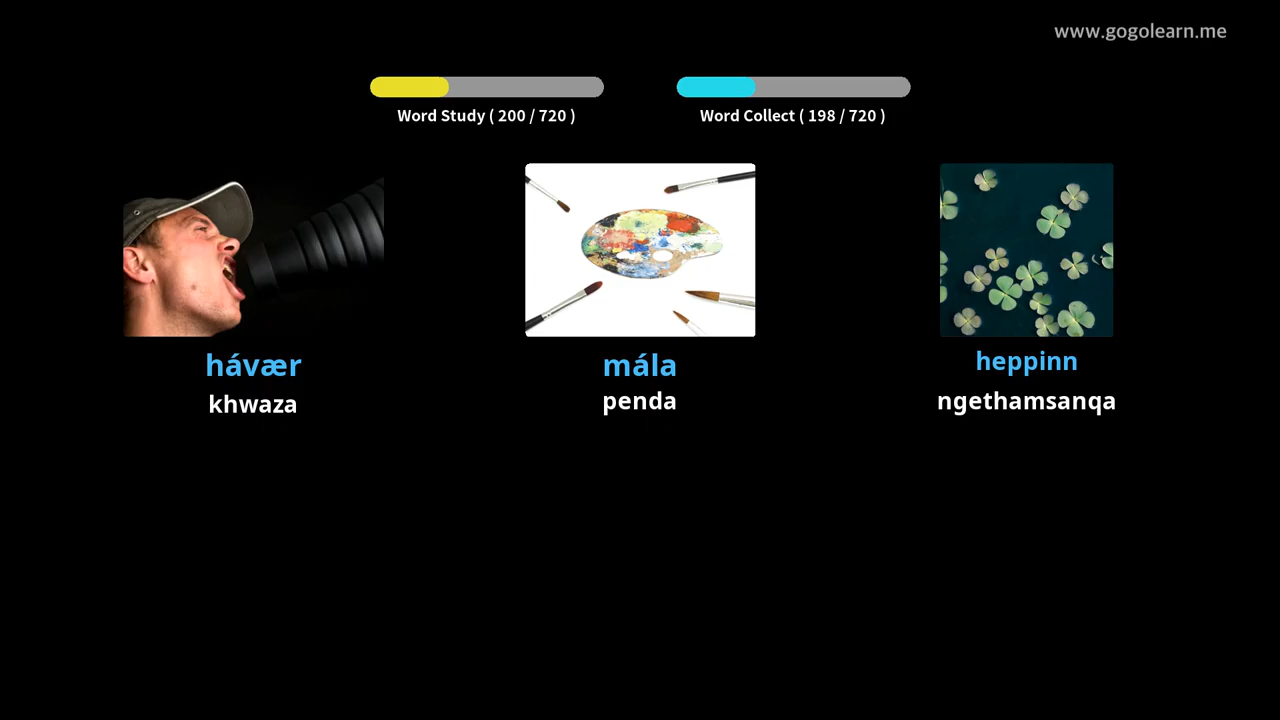 www.gogolearn.me
Word Study ( 200 / 720 )
Word Collect ( 198 / 720 )
hávær
mála
heppinn
khwaza
penda
ngethamsanqa